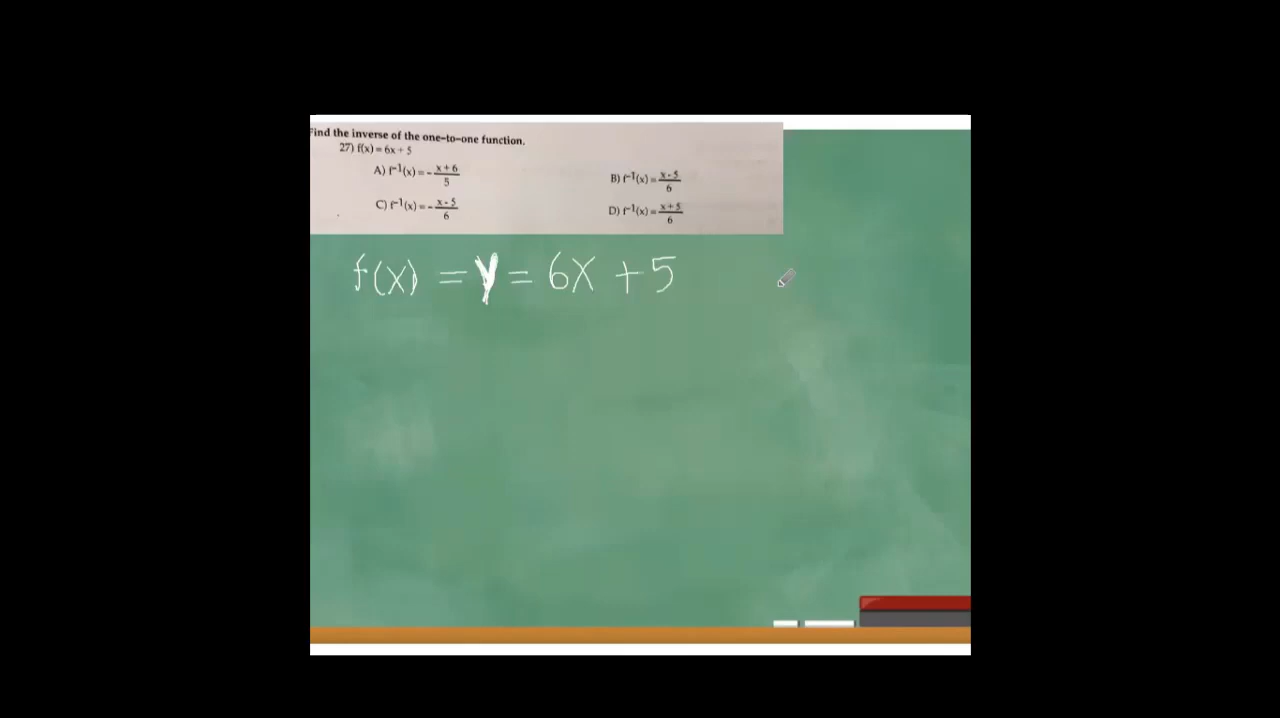 Find the inverse of the one-to-one function.
27) f(x) = 6x + 5
A) f⁻¹(x) = - x + 6 / 5
B) f⁻¹(x) = x - 5 / 6
C) f⁻¹(x) = - x - 5 / 6
D) f⁻¹(x) = x + 5 / 6
f(x) = y = 6x + 5